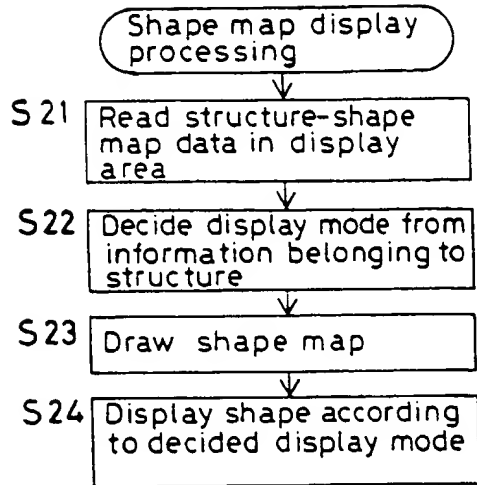 Shape map display
processing
S21
Read structure-shape
map data in display
area
S22
Decide display mode from
information belonging to
structure
S23
Draw shape map
S24
Display shape according
to decided display mode